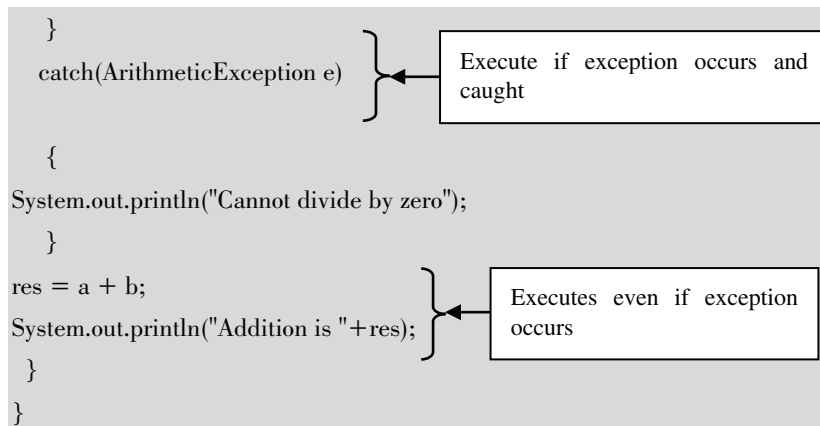 }
catch(ArithmeticException e)
Execute if exception occurs and
caught
{
System.out.println("Cannot divide by zero");
}
res = a + b;
System.out.println("Addition is "+res);
Executes even if exception
occurs
}
}